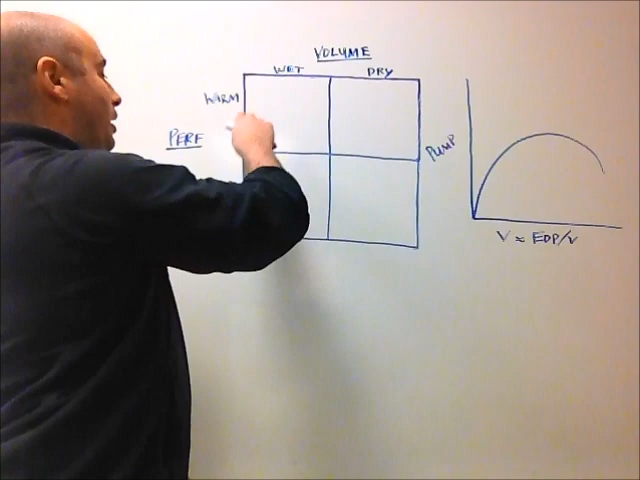 VOLUME
WET DRY
WARM
PERF
PUMP
V ≈ EDP/V